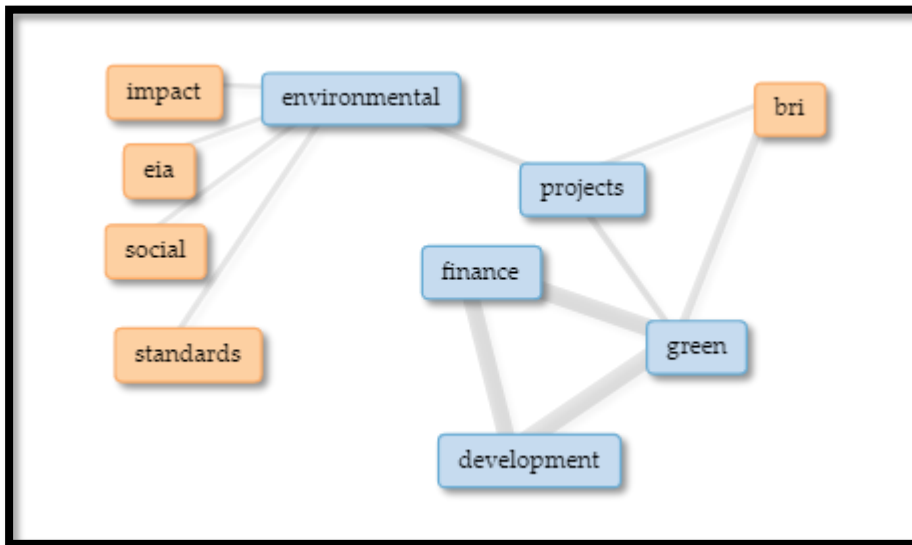 impact
environmental
bri
eia
projects
social
finance
green
standards
development